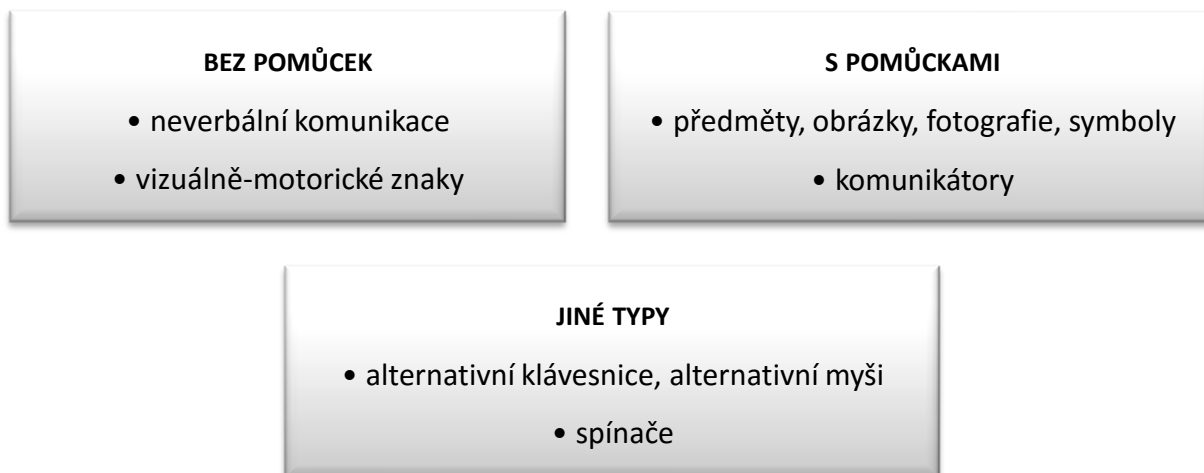 BEZ POMŮCEK
• neverbální komunikace
• vizuálně-motorické znaky
S POMŮCKAMI
• předměty, obrázky, fotografie, symboly
• komunikátory
JINÉ TYPY
• alternativní klávesnice, alternativní myši
• spínače